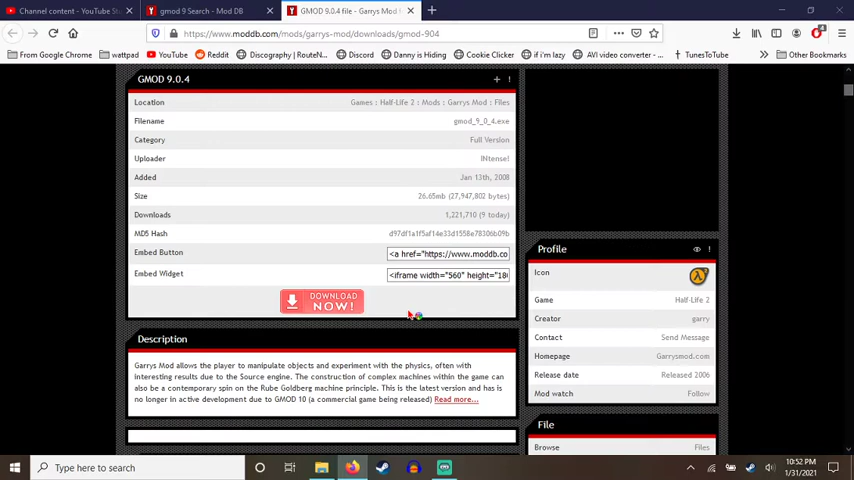 Channel content - YouTube St
gmod 9 Search - Mod DB
GMOD 9.0.4 file - Garrys Mod
https://www.moddb.com/mods/garrys-mod/downloads/gmod-904
From Google Chrome
wattpad
YouTube
Reddit
Discography | RouteN...
Discord
Danny is Hiding
Cookie Clicker
if i'm lazy
AVI video converter -...
TunesToTube
Other Bookmarks
GMOD 9.0.4
Location Games : Half-Life 2 : Mods : Garrys Mod : Files
Filename gmod_9_0_4.exe
Category Full Version
Uploader INtense!
Added Jan 13th, 2008
Size 26.65mb (27,947,802 bytes)
Downloads 1,221,710 (9 today)
MD5 Hash d97df1a1f5af14e33d1558e78306b09b
Embed Button <a href="https://www.moddb.co
Embed Widget <iframe width="560" height="18
DOWNLOAD
NOW!
Description
Garrys Mod allows the player to manipulate objects and experiment with the physics, often with
interesting results due to the Source engine. The construction of complex machines within the game can
also be a contemporary spin on the Rube Goldberg machine principle. This is the latest version and has
is no longer in active development due to GMOD 10 (a commercial game being released) Read more...
Profile
Icon
Game Half-Life 2
Creator garry
Contact Send Message
Homepage Garrysmod.com
Release date Released 2006
Mod watch Follow
File
Browse Files
Type here to search
10:52 PM
1/31/2021